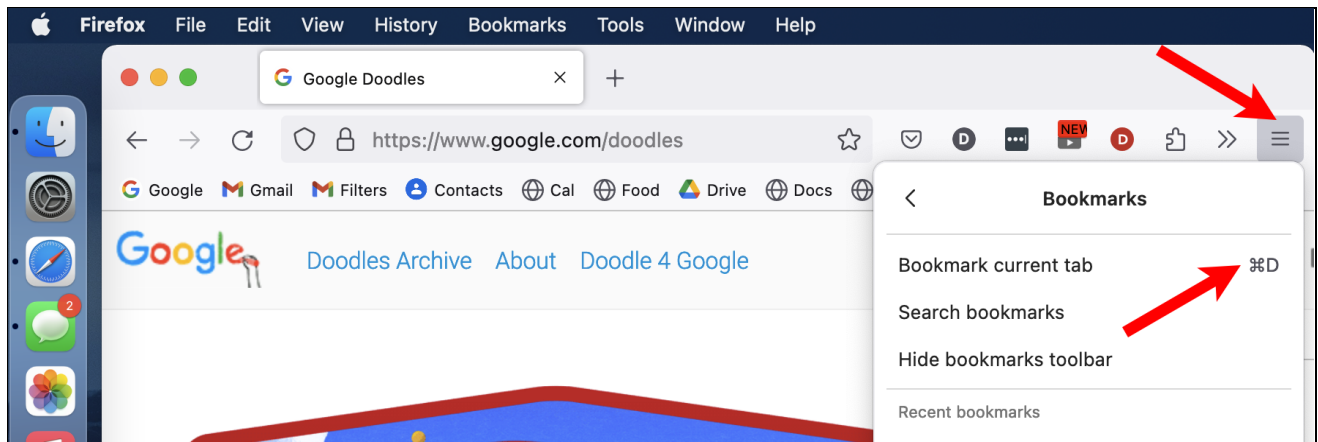 Firefox File Edit View History Bookmarks Tools Window Help
Google Doodles
https://www.google.com/doodles
D
NEW
D
Google Gmail Filters Contacts Cal Food Drive Docs
Bookmarks
Google Doodles Archive About Doodle 4 Google
Bookmark current tab ⌘D
2
Search bookmarks
Hide bookmarks toolbar
Recent bookmarks